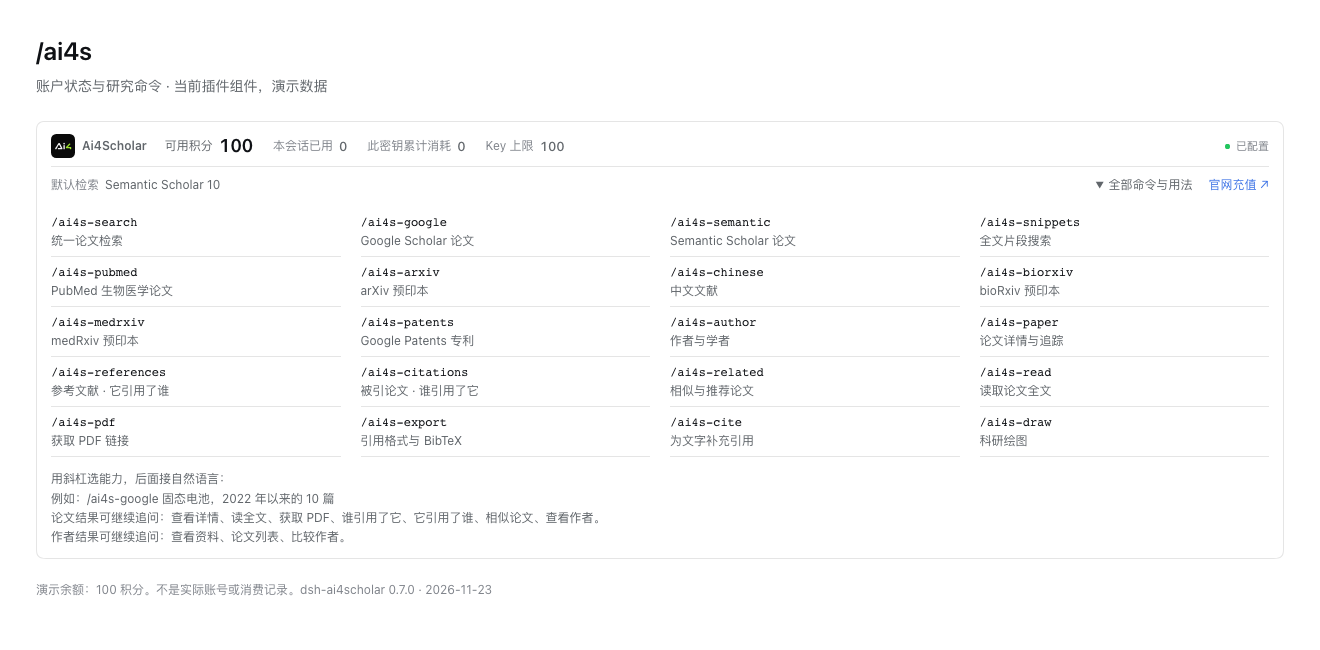 /ai4s
账户状态与研究命令 · 当前插件组件，演示数据
Ai4 Ai4Scholar 可用积分 100 本会话已用 0 此密钥累计消耗 0 Key 上限 100 已配置
默认检索 Semantic Scholar 10 ▼ 全部命令与用法 官网充值 ↗
/ai4s-search /ai4s-google /ai4s-semantic /ai4s-snippets
统一论文检索 Google Scholar 论文 Semantic Scholar 论文 全文片段搜索
/ai4s-pubmed /ai4s-arxiv /ai4s-chinese /ai4s-biorxiv
PubMed 生物医学论文 arXiv 预印本 中文文献 bioRxiv 预印本
/ai4s-medrxiv /ai4s-patents /ai4s-author /ai4s-paper
medRxiv 预印本 Google Patents 专利 作者与学者 论文详情与追踪
/ai4s-references /ai4s-citations /ai4s-related /ai4s-read
参考文献 · 它引用了谁 被引论文 · 谁引用了它 相似与推荐论文 读取论文全文
/ai4s-pdf /ai4s-export /ai4s-cite /ai4s-draw
获取 PDF 链接 引用格式与 BibTeX 为文字补充引用 科研绘图
用斜杠选能力，后面接自然语言：
例如：/ai4s-google 固态电池，2022 年以来的 10 篇
论文结果可继续追问：查看详情、读全文、获取 PDF、谁引用了它、它引用了谁、相似论文、查看作者。
作者结果可继续追问：查看资料、论文列表、比较作者。
演示余额：100 积分。不是实际账号或消费记录。dsh-ai4scholar 0.7.0 · 2026-11-23